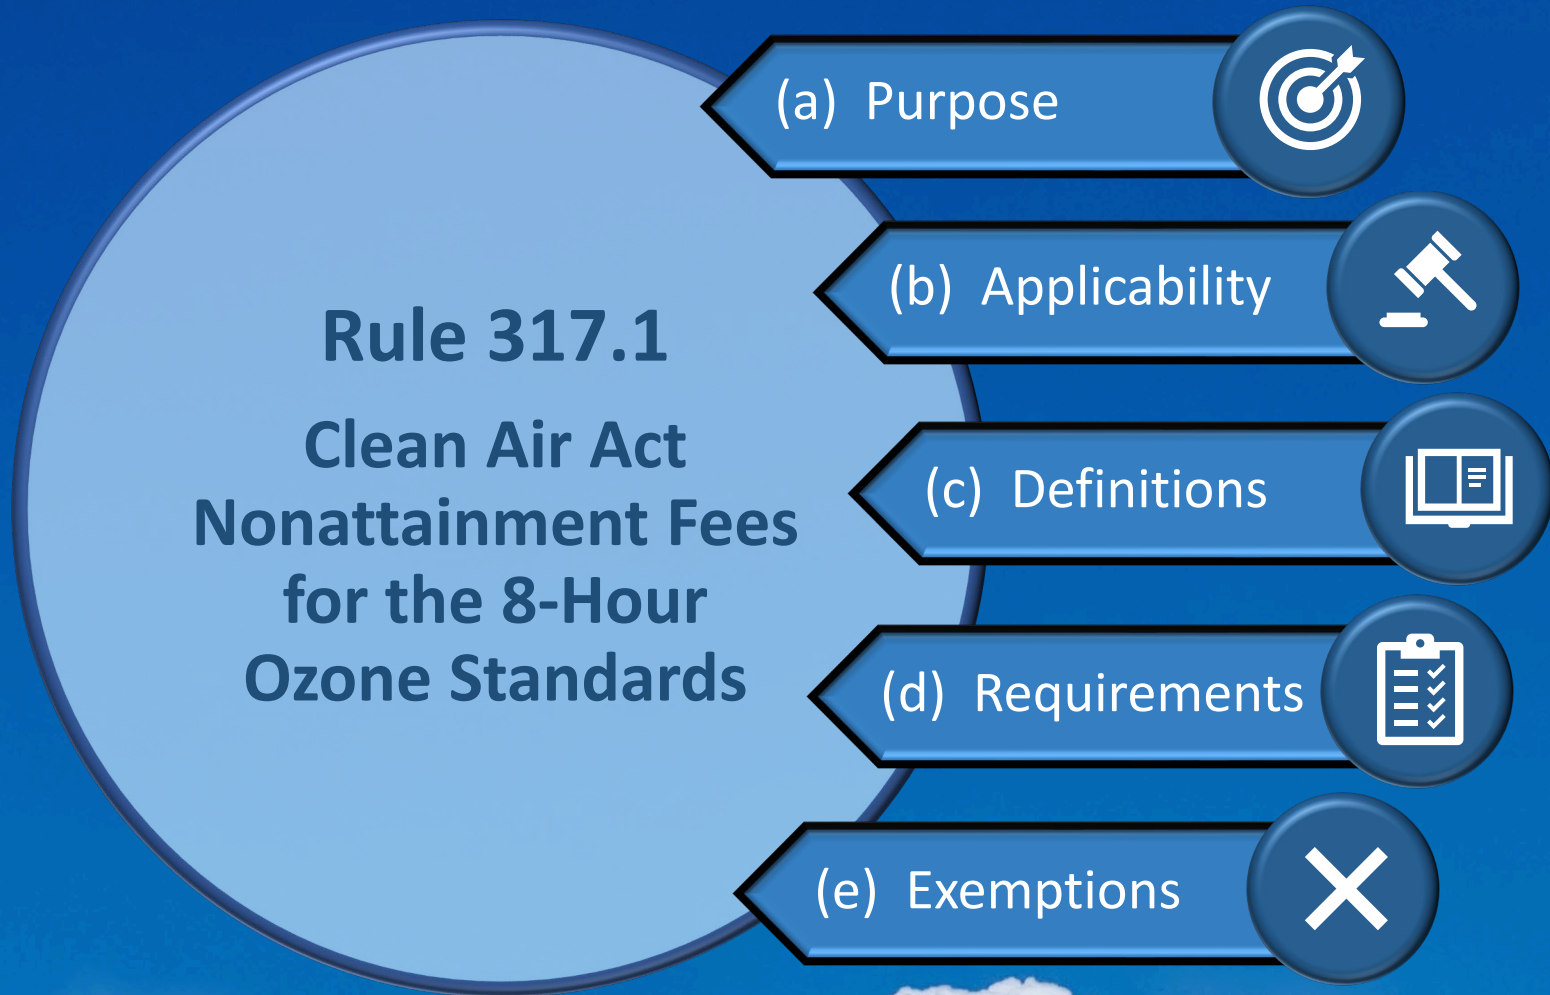 Rule 317.1
Clean Air Act
Nonattainment Fees
for the 8-Hour
Ozone Standards
(a) Purpose
(b) Applicability
(c) Definitions
(d) Requirements
(e) Exemptions